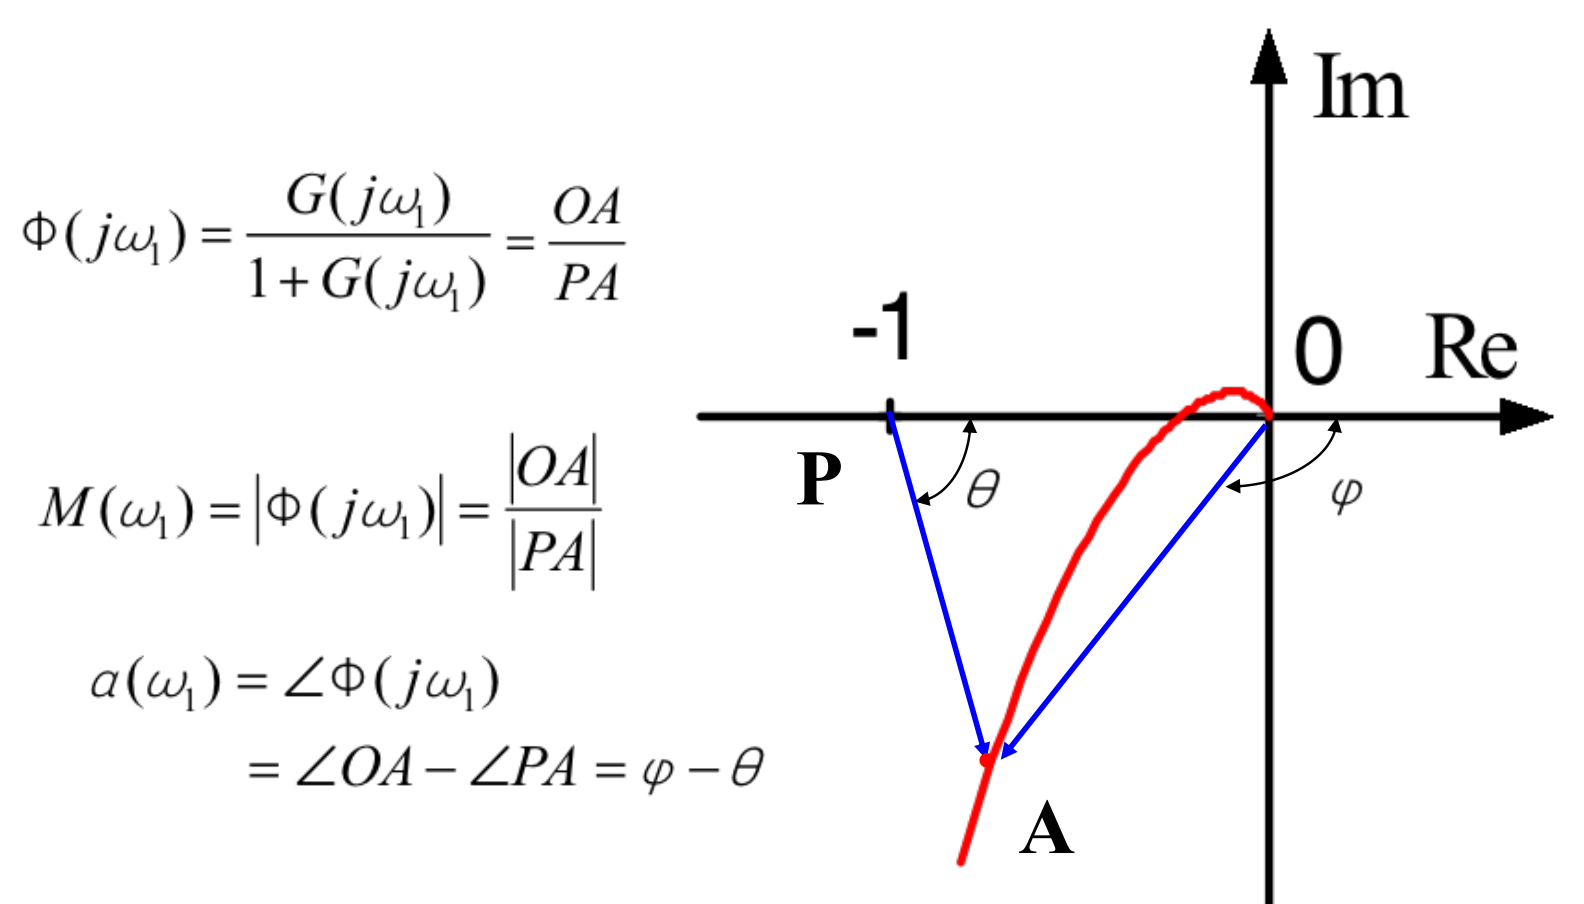 Φ(jω₁) = G(jω₁) / 1+G(jω₁) = OA / PA
M(ω₁) = |Φ(jω₁)| = |OA| / |PA|
α(ω₁) = ∠Φ(jω₁)
= ∠OA − ∠PA = φ − θ
Im
-1
0
Re
P
θ
φ
A